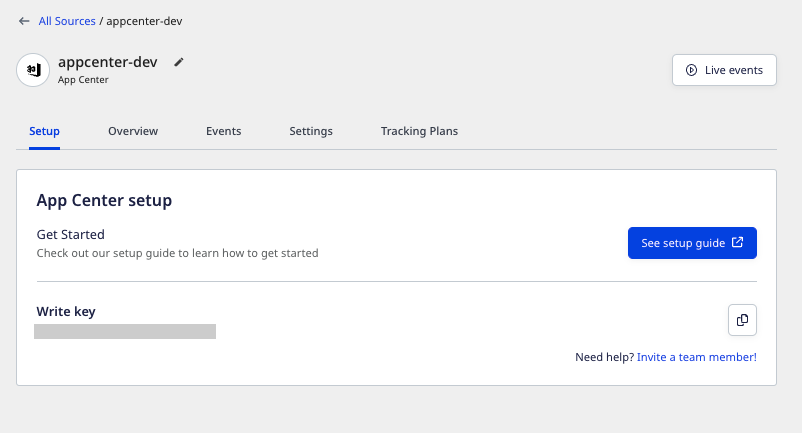 All Sources / appcenter-dev
appcenter-dev
App Center
Live events
Setup Overview Events Settings Tracking Plans
App Center setup
Get Started
Check out our setup guide to learn how to get started
See setup guide
Write key
Need help? Invite a team member!